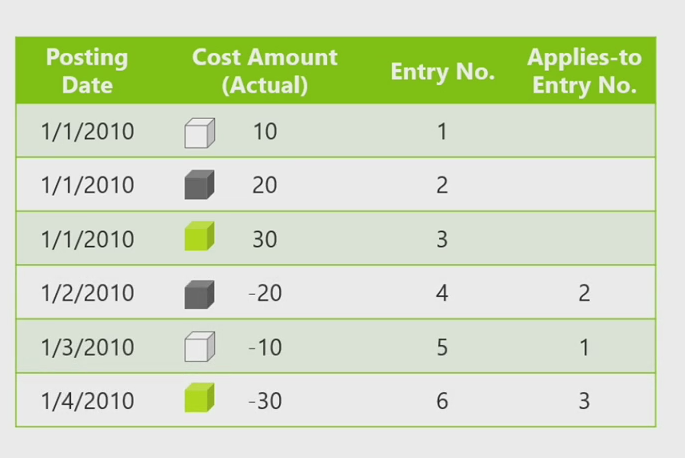 Posting Date Cost Amount (Actual) Entry No. Applies-to Entry No.
1/1/2010 10 1
1/1/2010 20 2
1/1/2010 30 3
1/2/2010 -20 4 2
1/3/2010 -10 5 1
1/4/2010 -30 6 3